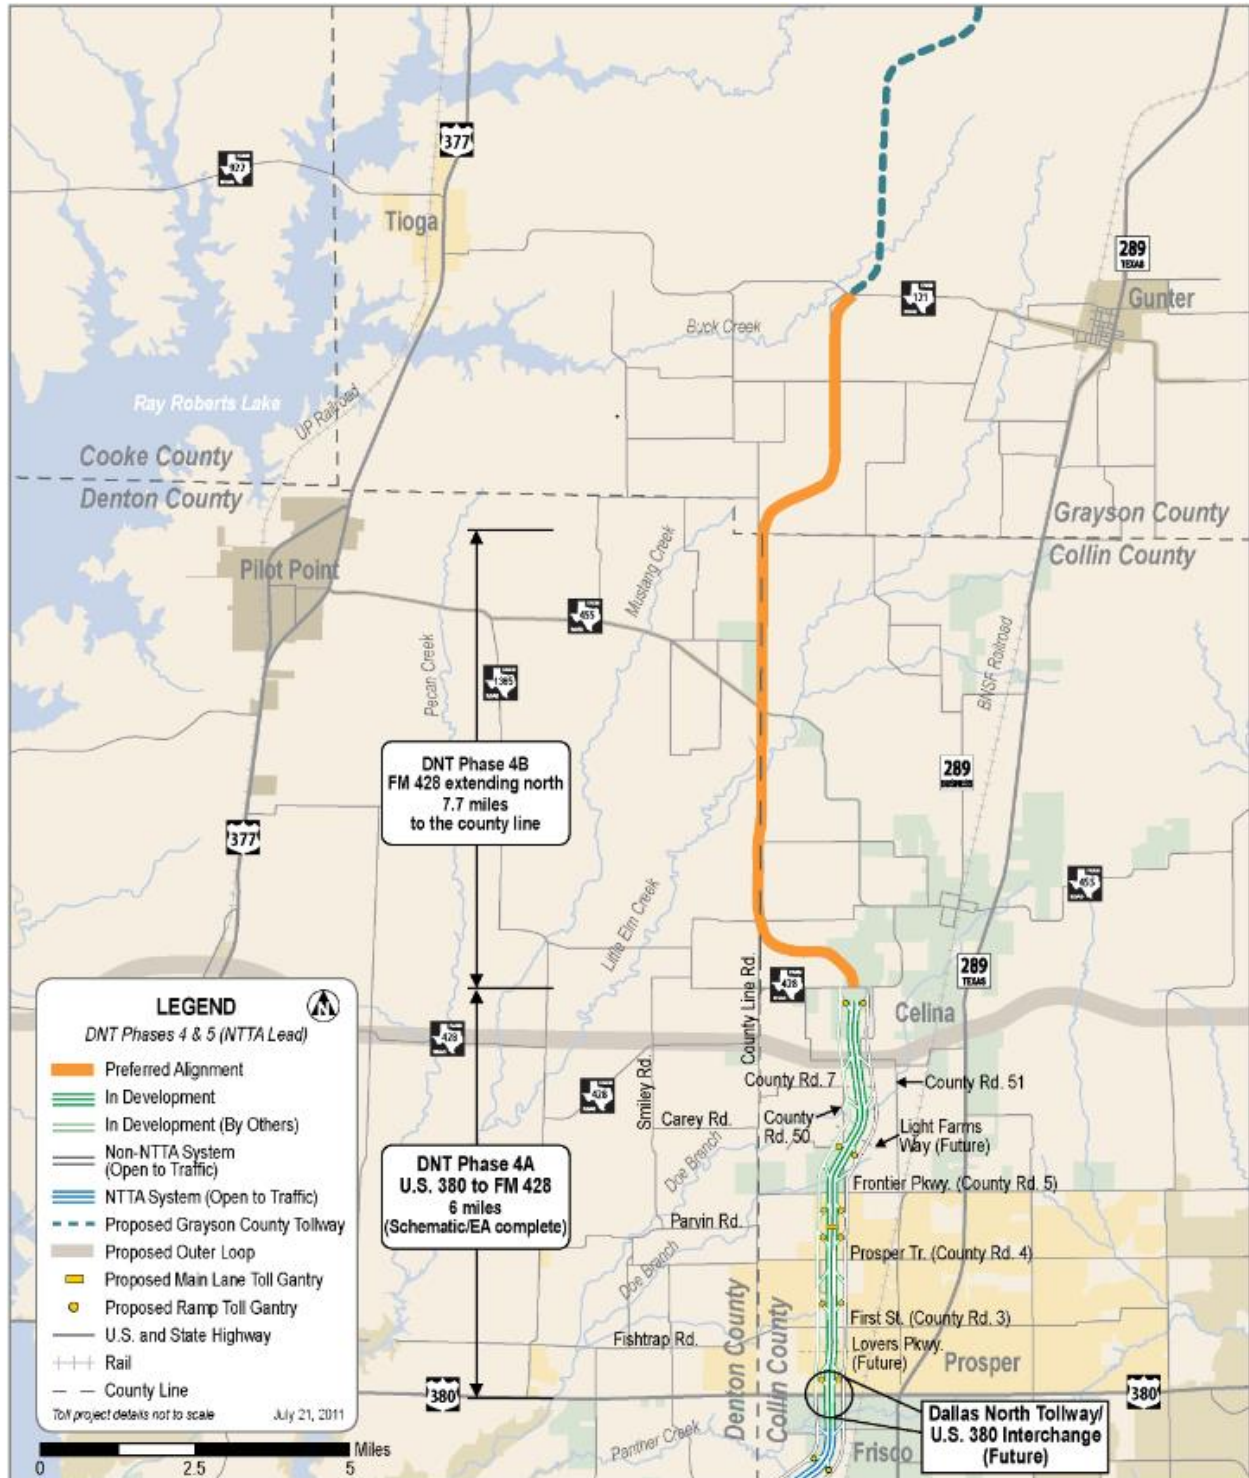 377
922
Tioga
289
TEXAS
121
Gunter
Buck Creek
Ray Roberts Lake
UP Railroad
Cooke County
Denton County
Grayson County
Collin County
Pilot Point
Mustang Creek
455
Pecan Creek
1385
BNSF Railroad
DNT Phase 4B
FM 428 extending north
7.7 miles
to the county line
289
BUSINESS
377
455
Little Elm Creek
County Line Rd.
428
289
TEXAS
Celina
428
County Rd. 7
County Rd. 51
428
Smiley Rd.
Carey Rd.
County
Rd. 50
Light Farms
Way (Future)
Doe Branch
DNT Phase 4A
U.S. 380 to FM 428
6 miles
(Schematic/EA complete)
Frontier Pkwy. (County Rd. 5)
Parvin Rd.
Prosper Tr. (County Rd. 4)
Doe Branch
Denton County
Collin County
First St. (County Rd. 3)
Fishtrap Rd.
Lovers Pkwy.
(Future)
Prosper
380
380
Dallas North Tollway/
U.S. 380 Interchange
(Future)
Panther Creek
Frisco
LEGEND
N
DNT Phases 4 & 5 (NTTA Lead)
Preferred Alignment
In Development
In Development (By Others)
Non-NTTA System
(Open to Traffic)
NTTA System (Open to Traffic)
Proposed Grayson County Tollway
Proposed Outer Loop
Proposed Main Lane Toll Gantry
Proposed Ramp Toll Gantry
U.S. and State Highway
Rail
County Line
Toll project details not to scale
July 21, 2011
Miles
0
2.5
5